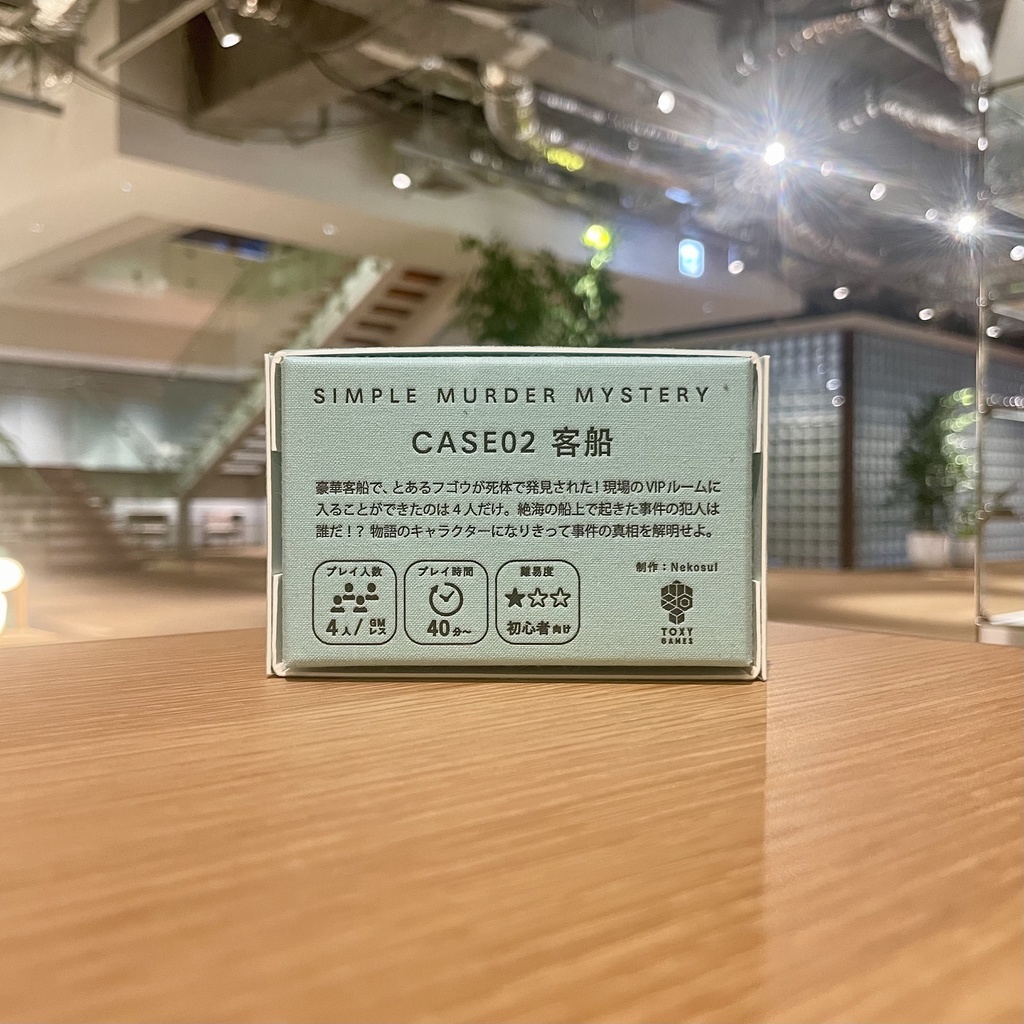 SIMPLE MURDER MYSTERY
CASE02 客船
豪華客船で、とあるフゴウが死体で発見された！現場のVIPルームに
入ることができたのは4人だけ。絶海の船上で起きた事件の犯人は
誰だ！？物語のキャラクターになりきって事件の真相を解明せよ。
プレイ人数
4人/GMレス
プレイ時間
40分〜
難易度
★☆☆
初心者向け
制作：Nekosul
TOXY
GAMES